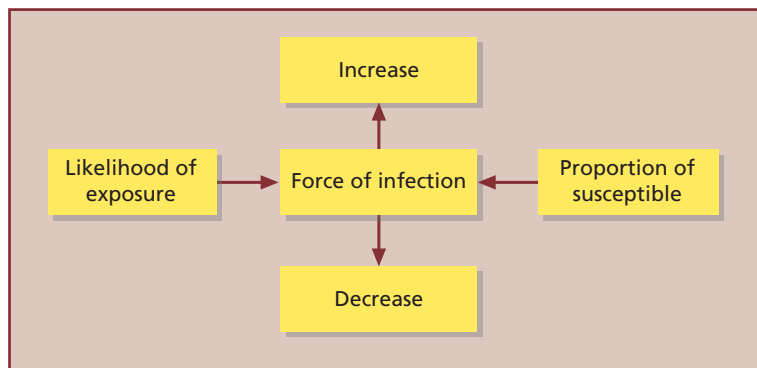 Increase
Likelihood of
exposure
Force of infection
Proportion of
susceptible
Decrease